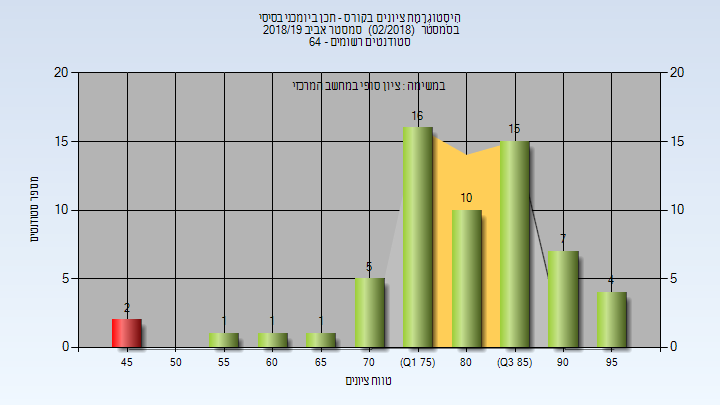 היסטוגרמת ציונים בקורס - תכן ביומכני בסיסי
בסמסטר (02/2018) סמסטר אביב 2018/19
סטודנטים רשומים - 64
במשימה : ציון סופי במחשב המרכזי
20 20
15 15
10 10
5 5
0 0
מספר סטודנטים
2 1 1 1 5 16 10 15 7 4
45 50 55 60 65 70 (Q1 75) 80 (Q3 85) 90 95
טווח ציונים